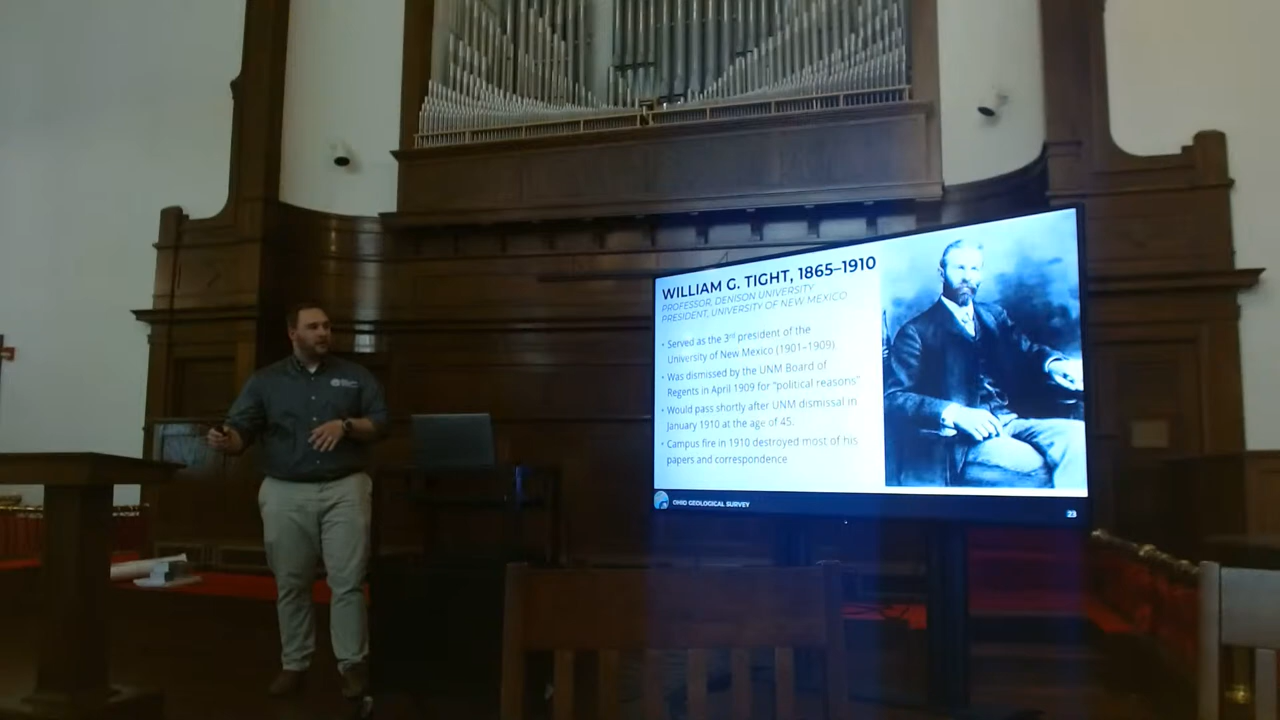 WILLIAM G. TIGHT, 1865–1910
PROFESSOR, DENISON UNIVERSITY
PRESIDENT, UNIVERSITY OF NEW MEXICO
• Served as the 3rd president of the
University of New Mexico (1901–1909)
• Was dismissed by the UNM Board of
Regents in April 1909 for "political reasons"
• Would pass shortly after UNM dismissal in
January 1910 at the age of 45.
• Campus fire in 1910 destroyed most of his
papers and correspondence
OHIO GEOLOGICAL SURVEY
23